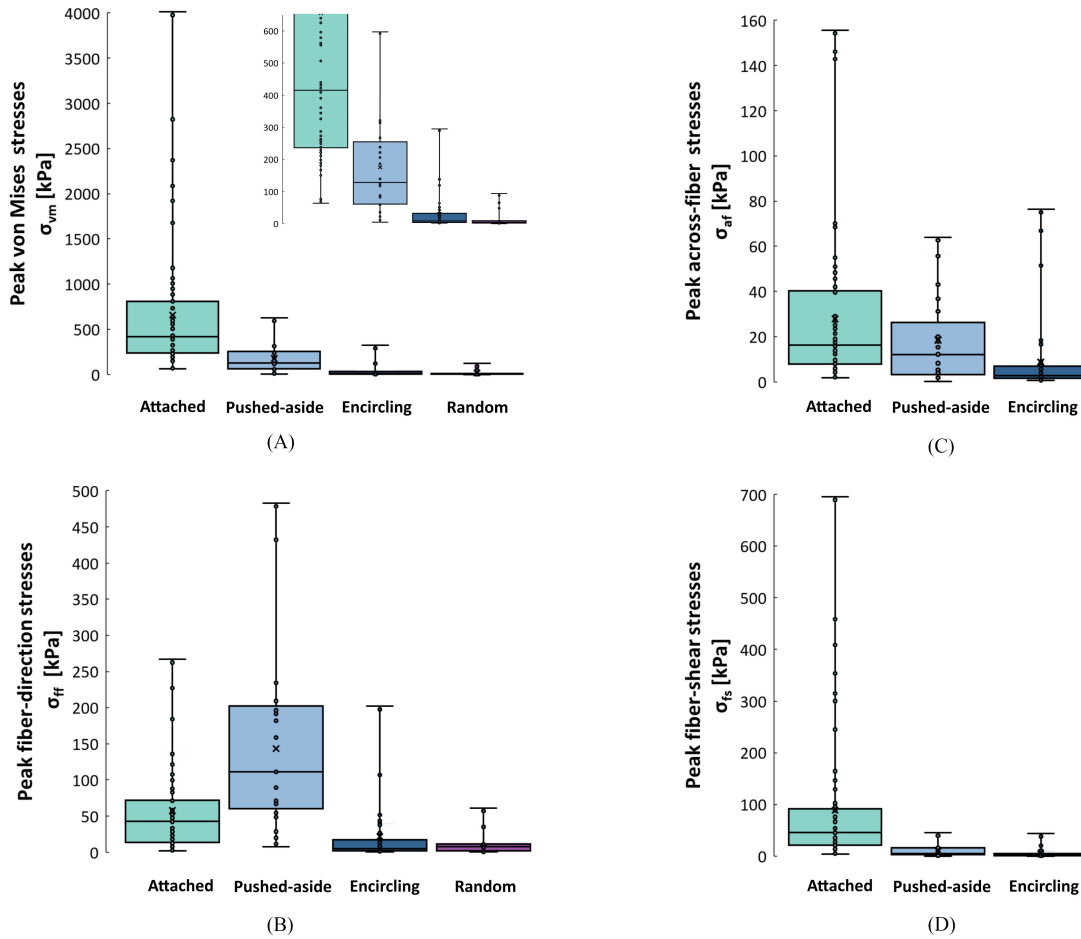 Peak von Mises stresses
σvm [kPa]
4000
3500
3000
2500
2000
1500
1000
500
0
600
500
400
300
200
100
0
Attached
Pushed-aside
Encircling
Random
(A)
Peak across-fiber stresses
σaf [kPa]
160
140
120
100
80
60
40
20
0
Attached
Pushed-aside
Encircling
(C)
Peak fiber-direction stresses
σff [kPa]
500
450
400
350
300
250
200
150
100
50
0
Attached
Pushed-aside
Encircling
Random
(B)
Peak fiber-shear stresses
σfs [kPa]
700
600
500
400
300
200
100
0
Attached
Pushed-aside
Encircling
(D)